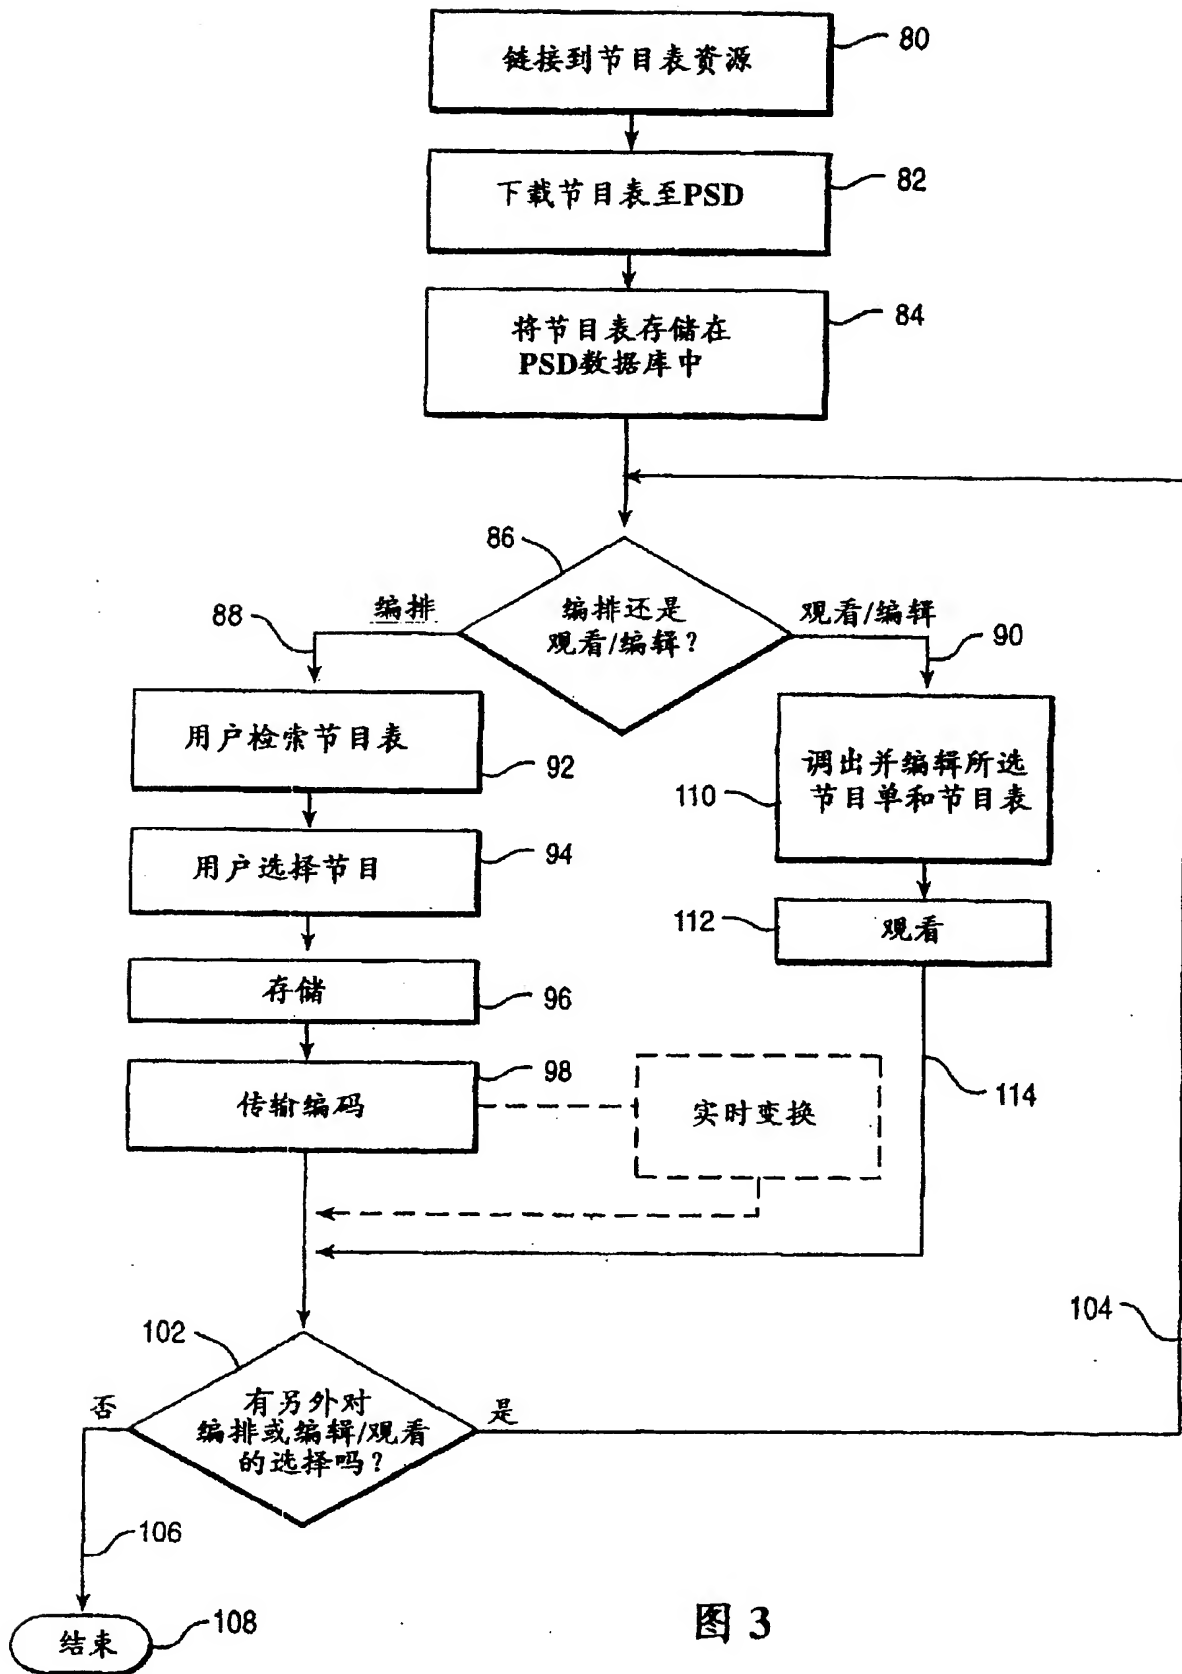 链接到节目表资源
80
下载节目表至PSD
82
将节目表存储在
PSD数据库中
84
86
编排还是
观看/编辑？
编排
88
观看/编辑
90
用户检索节目表
92
调出并编辑所选
节目单和节目表
110
用户选择节目
94
观看
112
存储
96
传输编码
98
实时变换
114
102
有另外对
编排或编辑/观看
的选择吗？
否
是
104
106
结束
108
图 3